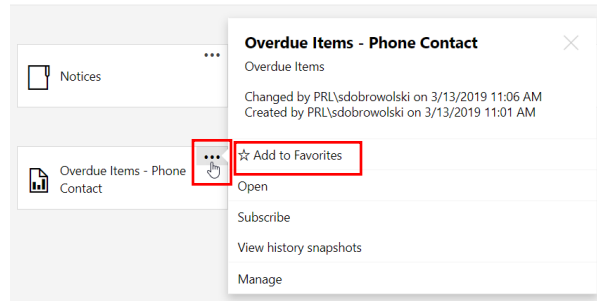 Notices
Overdue Items - Phone
Contact
Overdue Items - Phone Contact
Overdue Items
Changed by PRL\sdobrowolski on 3/13/2019 11:06 AM
Created by PRL\sdobrowolski on 3/13/2019 11:01 AM
☆ Add to Favorites
Open
Subscribe
View history snapshots
Manage